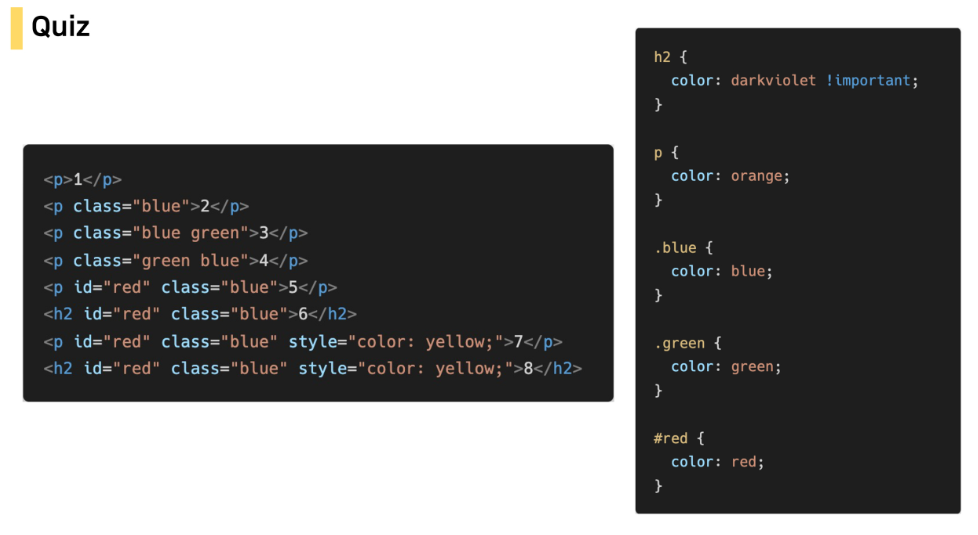 Quiz
<p>1</p>
<p class="blue">2</p>
<p class="blue green">3</p>
<p class="green blue">4</p>
<p id="red" class="blue">5</p>
<h2 id="red" class="blue">6</h2>
<p id="red" class="blue" style="color: yellow;">7</p>
<h2 id="red" class="blue" style="color: yellow;">8</h2>
h2 {
  color: darkviolet !important;
}
p {
  color: orange;
}
.blue {
  color: blue;
}
.green {
  color: green;
}
#red {
  color: red;
}